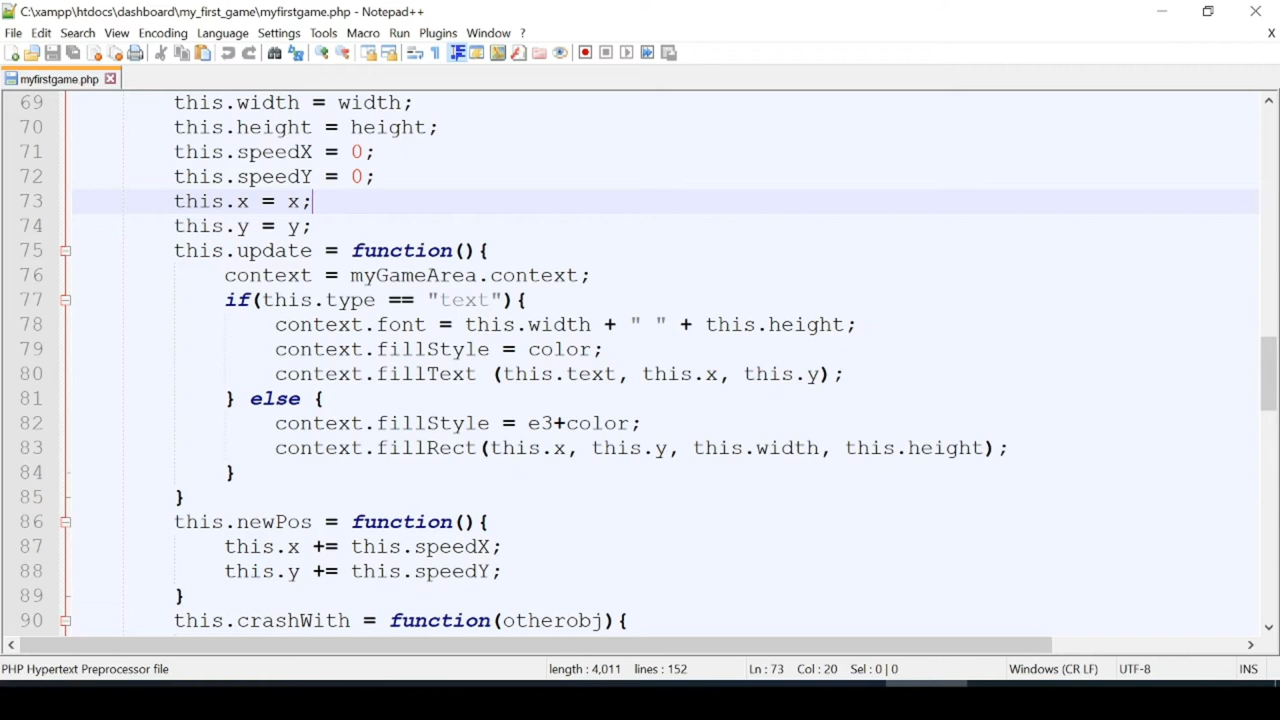 C:\xampp\htdocs\dashboard\my_first_game\myfirstgame.php - Notepad++
File Edit Search View Encoding Language Settings Tools Macro Run Plugins Window ? X
myfirstgame.php
69 this.width = width;
70 this.height = height;
71 this.speedX = 0;
72 this.speedY = 0;
73 this.x = x;
74 this.y = y;
75 this.update = function(){
76 context = myGameArea.context;
77 if(this.type == "text"){
78 context.font = this.width + " " + this.height;
79 context.fillStyle = color;
80 context.fillText (this.text, this.x, this.y);
81 } else {
82 context.fillStyle = e3+color;
83 context.fillRect(this.x, this.y, this.width, this.height);
84 }
85 }
86 this.newPos = function(){
87 this.x += this.speedX;
88 this.y += this.speedY;
89 }
90 this.crashWith = function(otherobj){
PHP Hypertext Preprocessor file length : 4,011 lines : 152 Ln : 73 Col : 20 Sel : 0 | 0 Windows (CR LF) UTF-8 INS